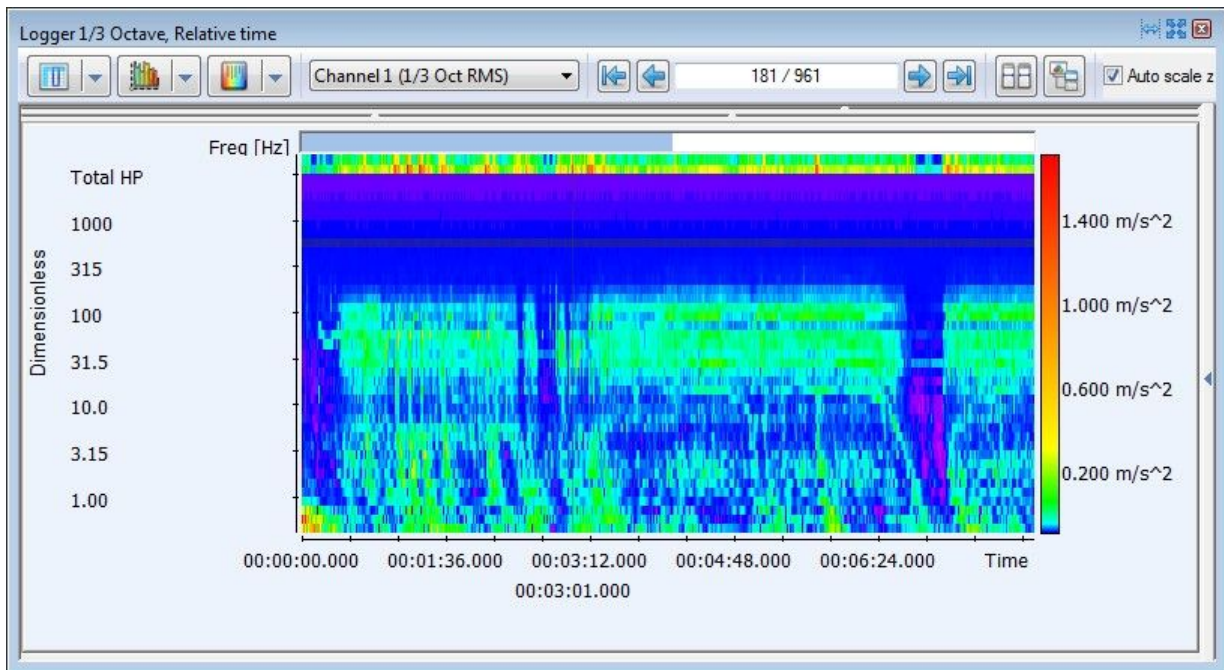 Logger 1/3 Octave, Relative time
Channel 1 (1/3 Oct RMS)
181 / 961
Auto scale z
Freq [Hz]
Total HP
1000
315
100
31.5
10.0
3.15
1.00
Dimensionless
1.400 m/s^2
1.000 m/s^2
0.600 m/s^2
0.200 m/s^2
00:00:00.000 00:01:36.000 00:03:12.000 00:04:48.000 00:06:24.000 Time
00:03:01.000